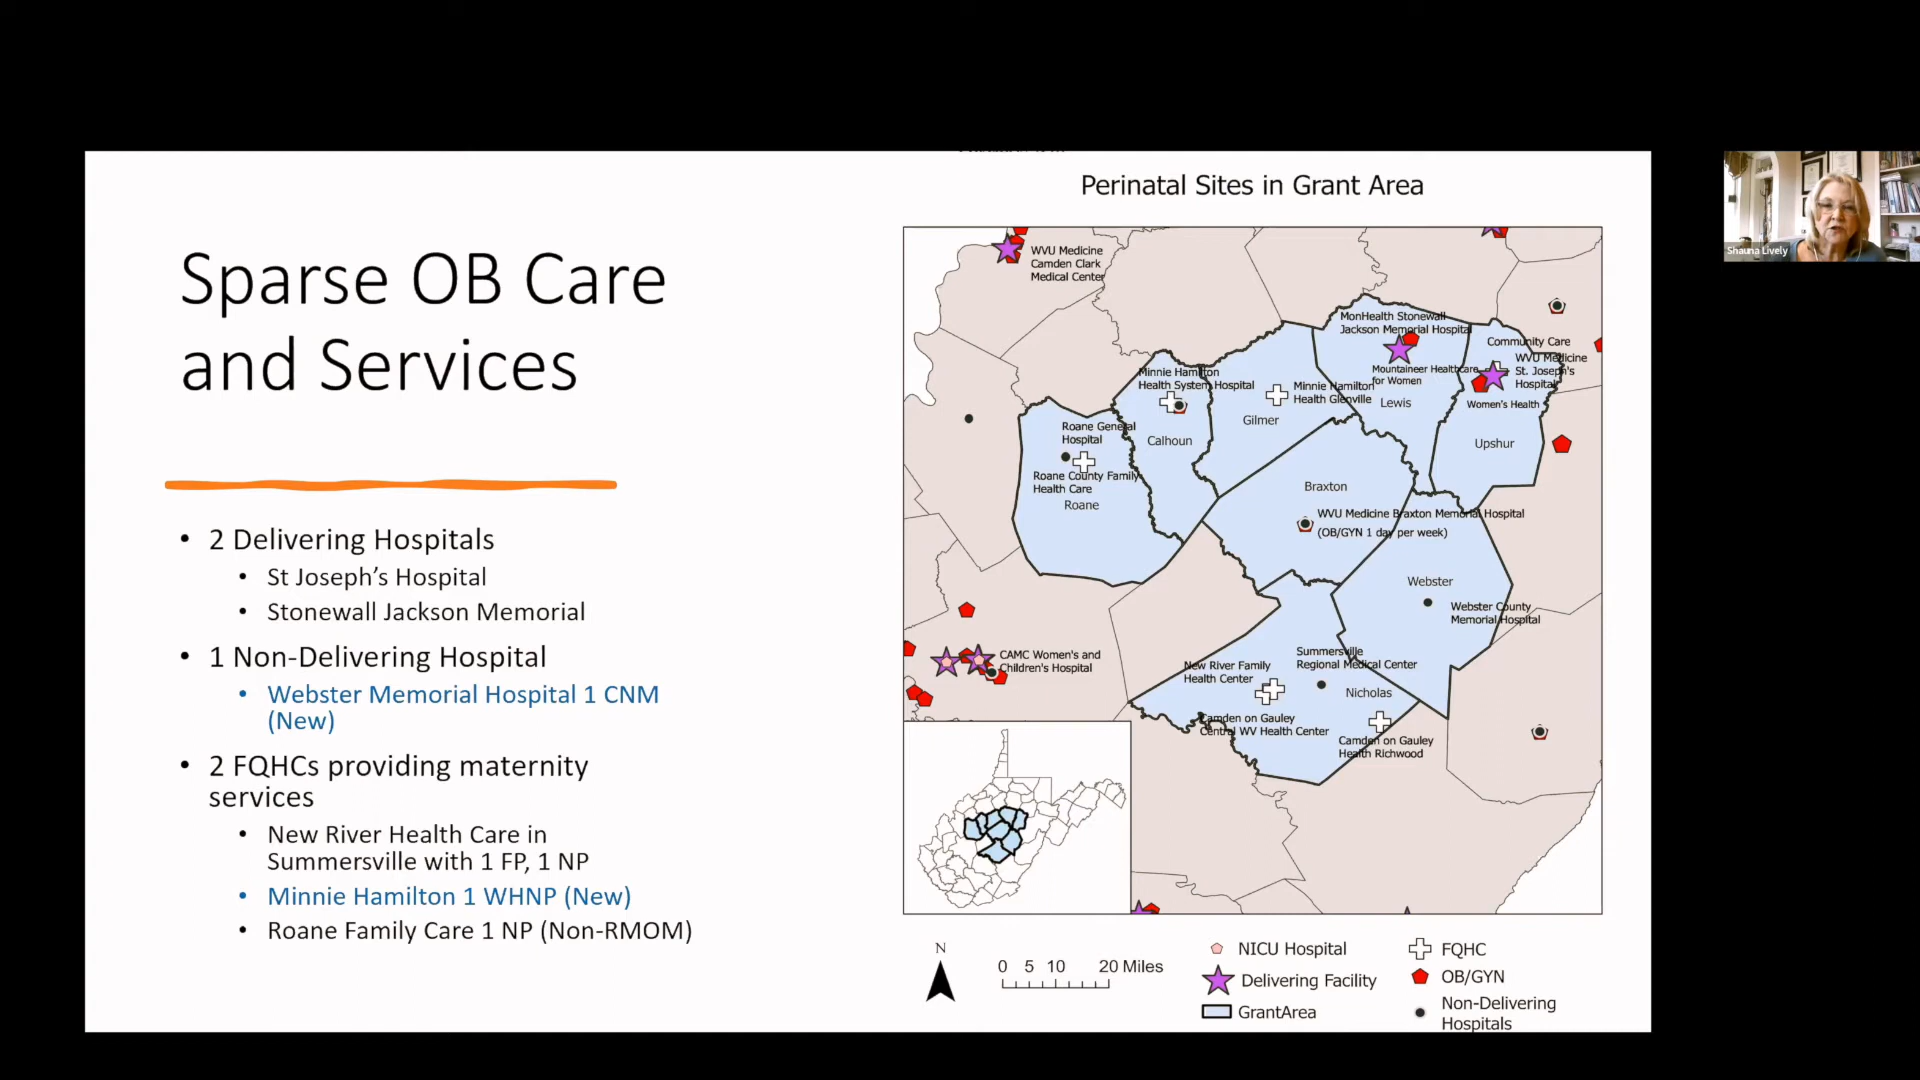 Perinatal Sites in Grant Area
Sparse OB Care
and Services
• 2 Delivering Hospitals
• St Joseph’s Hospital
• Stonewall Jackson Memorial
• 1 Non-Delivering Hospital
• Webster Memorial Hospital 1 CNM
(New)
• 2 FQHCs providing maternity
services
• New River Health Care in
Summersville with 1 FP, 1 NP
• Minnie Hamilton 1 WHNP (New)
• Roane Family Care 1 NP (Non-RMOM)
WVU Medicine
Camden Clark
Medical Center
MonHealth Stonewall
Jackson Memorial Hospital
Mountaineer Healthcare
for Women
Lewis
Community Care
WVU Medicine
St. Joseph's
Hospital
Women's Health
Upshur
Minnie Hamilton
Health System Hospital
Calhoun
Minnie Hamilton
Health Glenville
Gilmer
Roane General
Hospital
Roane County Family
Health Care
Roane
Braxton
WVU Medicine Braxton Memorial Hospital
(OB/GYN 1 day per week)
Webster
Webster County
Memorial Hospital
CAMC Women's and
Children's Hospital
New River Family
Health Center
Summersville
Regional Medical Center
Nicholas
Camden on Gauley
Central WV Health Center
Camden on Gauley
Health Richwood
N
0 5 10 20 Miles
NICU Hospital
Delivering Facility
GrantArea
FQHC
OB/GYN
Non-Delivering
Hospitals
Shauna Lively